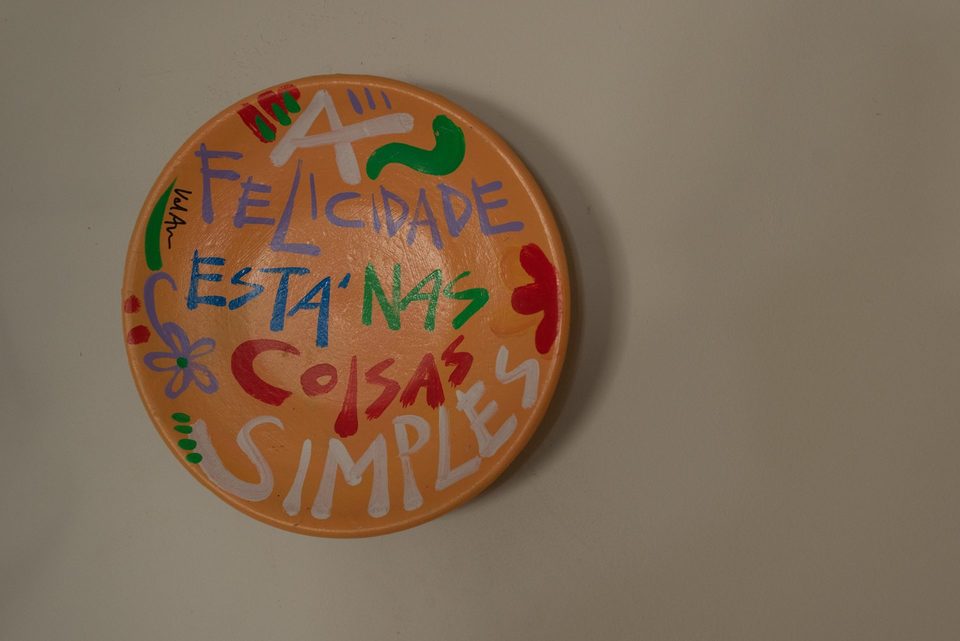 A
FELICIDADE
ESTÁ NAS
COISAS
SIMPLES